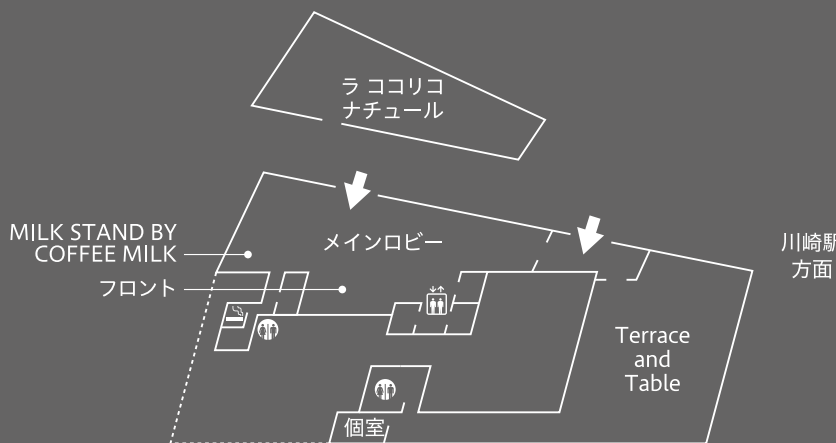 ラ ココリコ
ナチュール
MILK STAND BY
COFFEE MILK
メインロビー
フロント
川崎駅
方面
Terrace
and
Table
個室